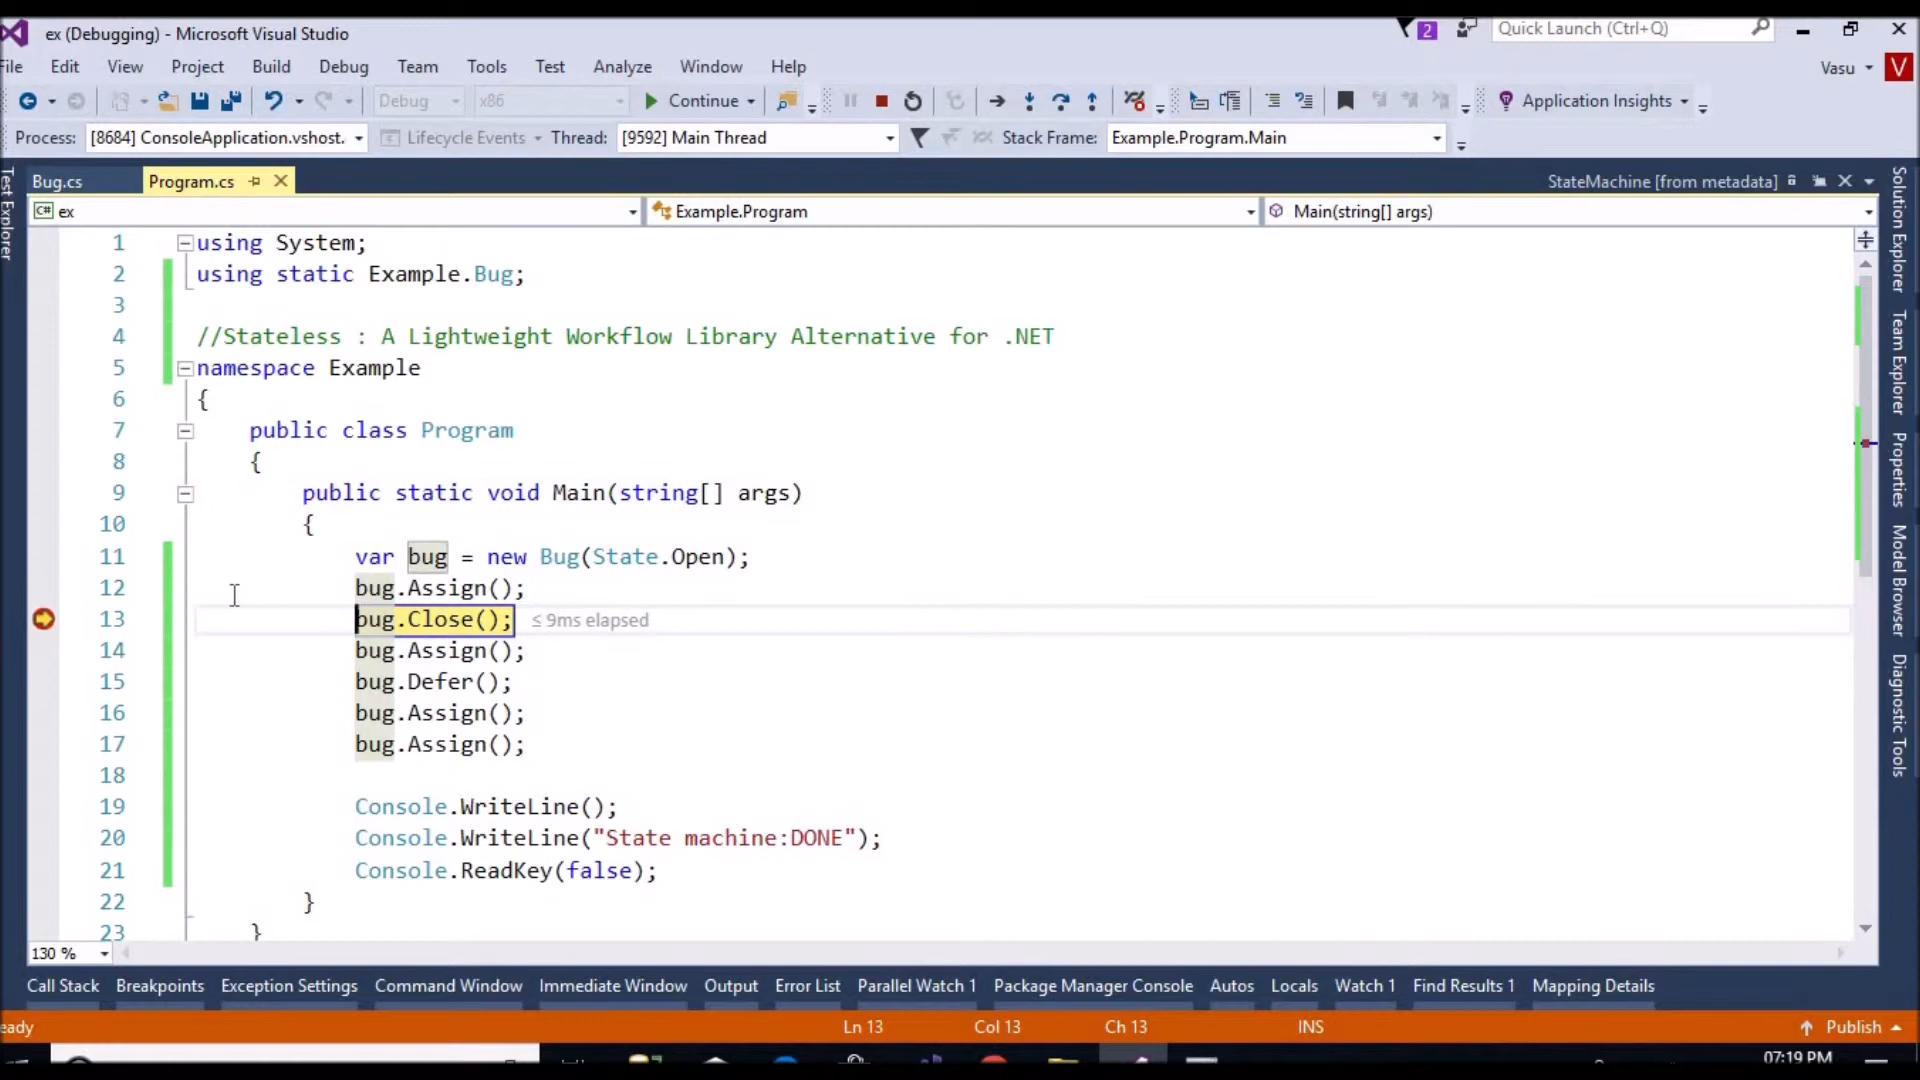 ex (Debugging) - Microsoft Visual Studio
2
Quick Launch (Ctrl+Q)
File Edit View Project Build Debug Team Tools Test Analyze Window Help
Vasu V
Debug x86 Continue Application Insights
Process: [8684] ConsoleApplication.vshost. Lifecycle Events Thread: [9592] Main Thread Stack Frame: Example.Program.Main
Bug.cs Program.cs StateMachine [from metadata]
C# ex Example.Program Main(string[] args)
1 using System;
2 using static Example.Bug;
3
4 //Stateless : A Lightweight Workflow Library Alternative for .NET
5 namespace Example
6 {
7 public class Program
8 {
9 public static void Main(string[] args)
10 {
11 var bug = new Bug(State.Open);
12 bug.Assign();
13 bug.Close(); ≤ 9ms elapsed
14 bug.Assign();
15 bug.Defer();
16 bug.Assign();
17 bug.Assign();
18
19 Console.WriteLine();
20 Console.WriteLine("State machine:DONE");
21 Console.ReadKey(false);
22 }
23 }
130 %
Test Explorer
Solution Explorer
Team Explorer
Properties
Model Browser
Diagnostic Tools
Call Stack Breakpoints Exception Settings Command Window Immediate Window Output Error List Parallel Watch 1 Package Manager Console Autos Locals Watch 1 Find Results 1 Mapping Details
eady Ln 13 Col 13 Ch 13 INS Publish
07:19 PM